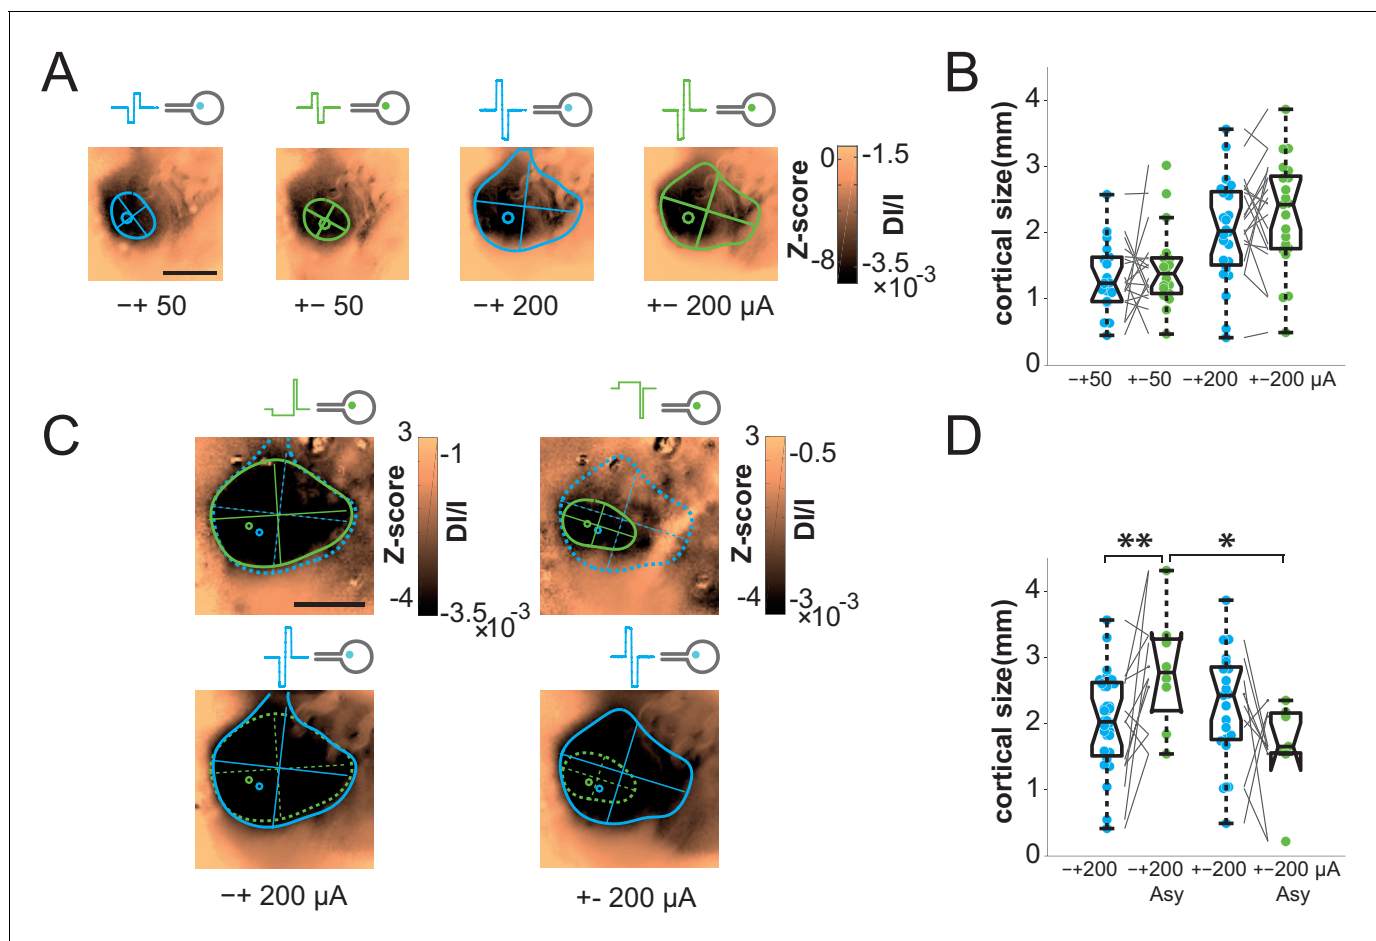 A
Z-score
0
-8
DI/I
-1.5
-3.5
×10⁻³
−+ 50
+− 50
−+ 200
+− 200 µA
B
cortical size(mm)
4
3
2
1
0
−+50
+−50
−+200
+−200 µA
C
3
-4
Z-score
DI/I
-1
-3.5
×10⁻³
3
-4
Z-score
DI/I
-0.5
-3
×10⁻³
−+ 200 µA
+- 200 µA
D
** *
cortical size(mm)
4
3
2
1
0
−+200
−+200
Asy
+−200
+−200 µA
Asy